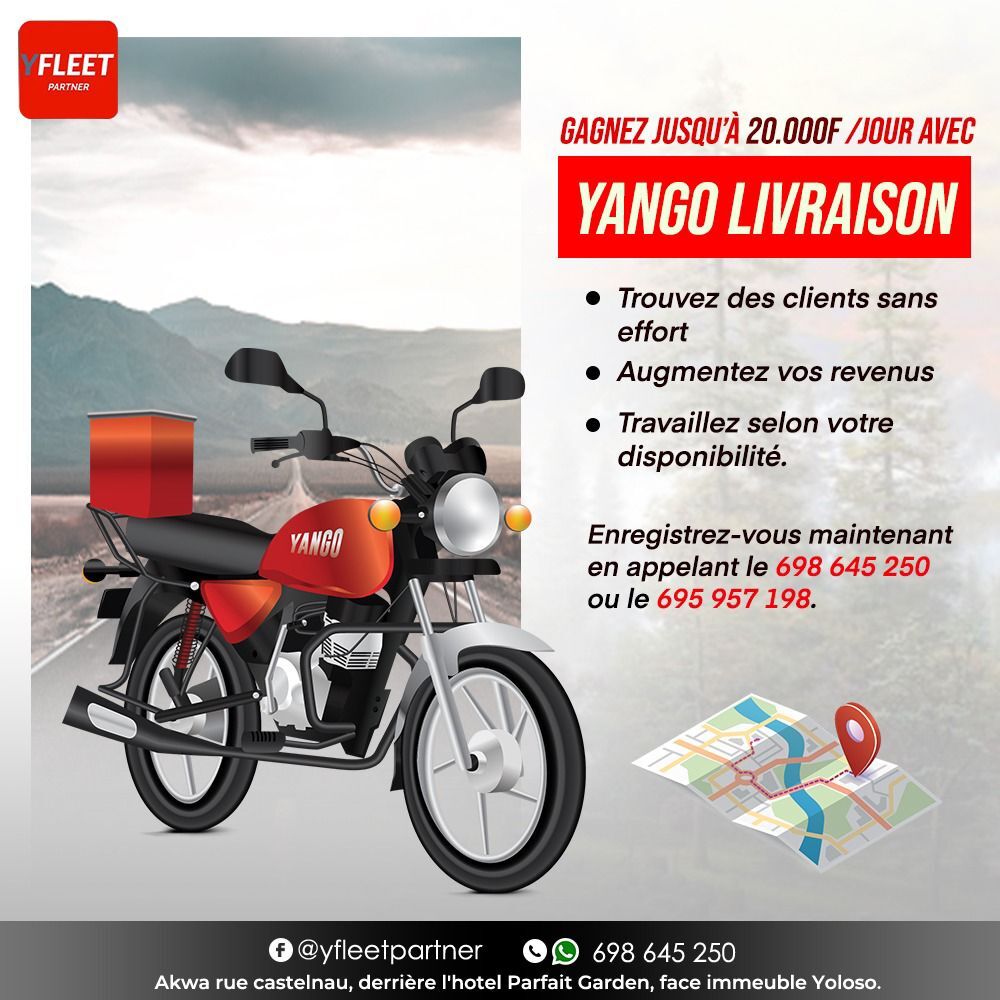 YFLEET
PARTNER
GAGNEZ JUSQU'À 20.000F /JOUR AVEC
YANGO LIVRAISON
• Trouvez des clients sans
effort
• Augmentez vos revenus
• Travaillez selon votre
disponibilité.
YANGO
Enregistrez-vous maintenant
en appelant le 698 645 250
ou le 695 957 198.
@yfleetpartner 698 645 250
Akwa rue castelnau, derrière l'hotel Parfait Garden, face immeuble Yoloso.